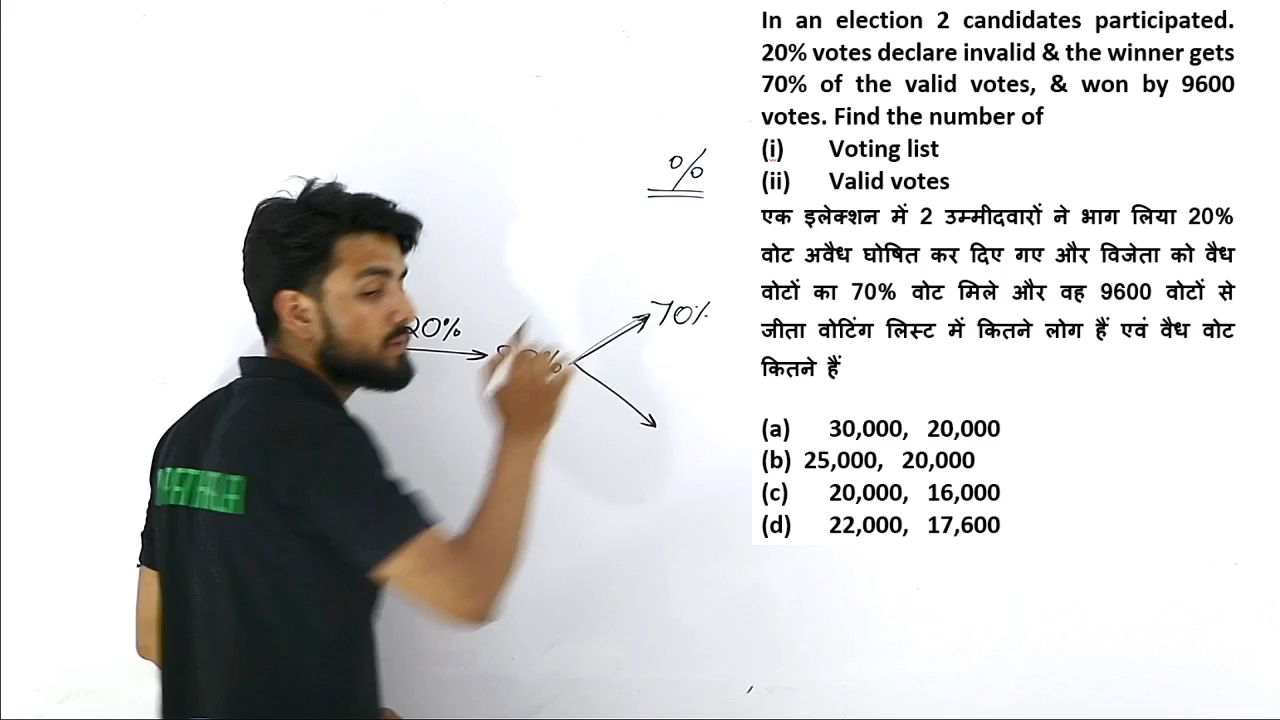 In an election 2 candidates participated.
20% votes declare invalid & the winner gets
70% of the valid votes, & won by 9600
votes. Find the number of
(i) Voting list
(ii) Valid votes
एक इलेक्शन में 2 उम्मीदवारों ने भाग लिया 20%
वोट अवैध घोषित कर दिए गए और विजेता को वैध
वोटों का 70% वोट मिले और वह 9600 वोटों से
जीता वोटिंग लिस्ट में कितने लोग हैं एवं वैध वोट
कितने हैं
(a) 30,000, 20,000
(b) 25,000, 20,000
(c) 20,000, 16,000
(d) 22,000, 17,600
%
70%
20%